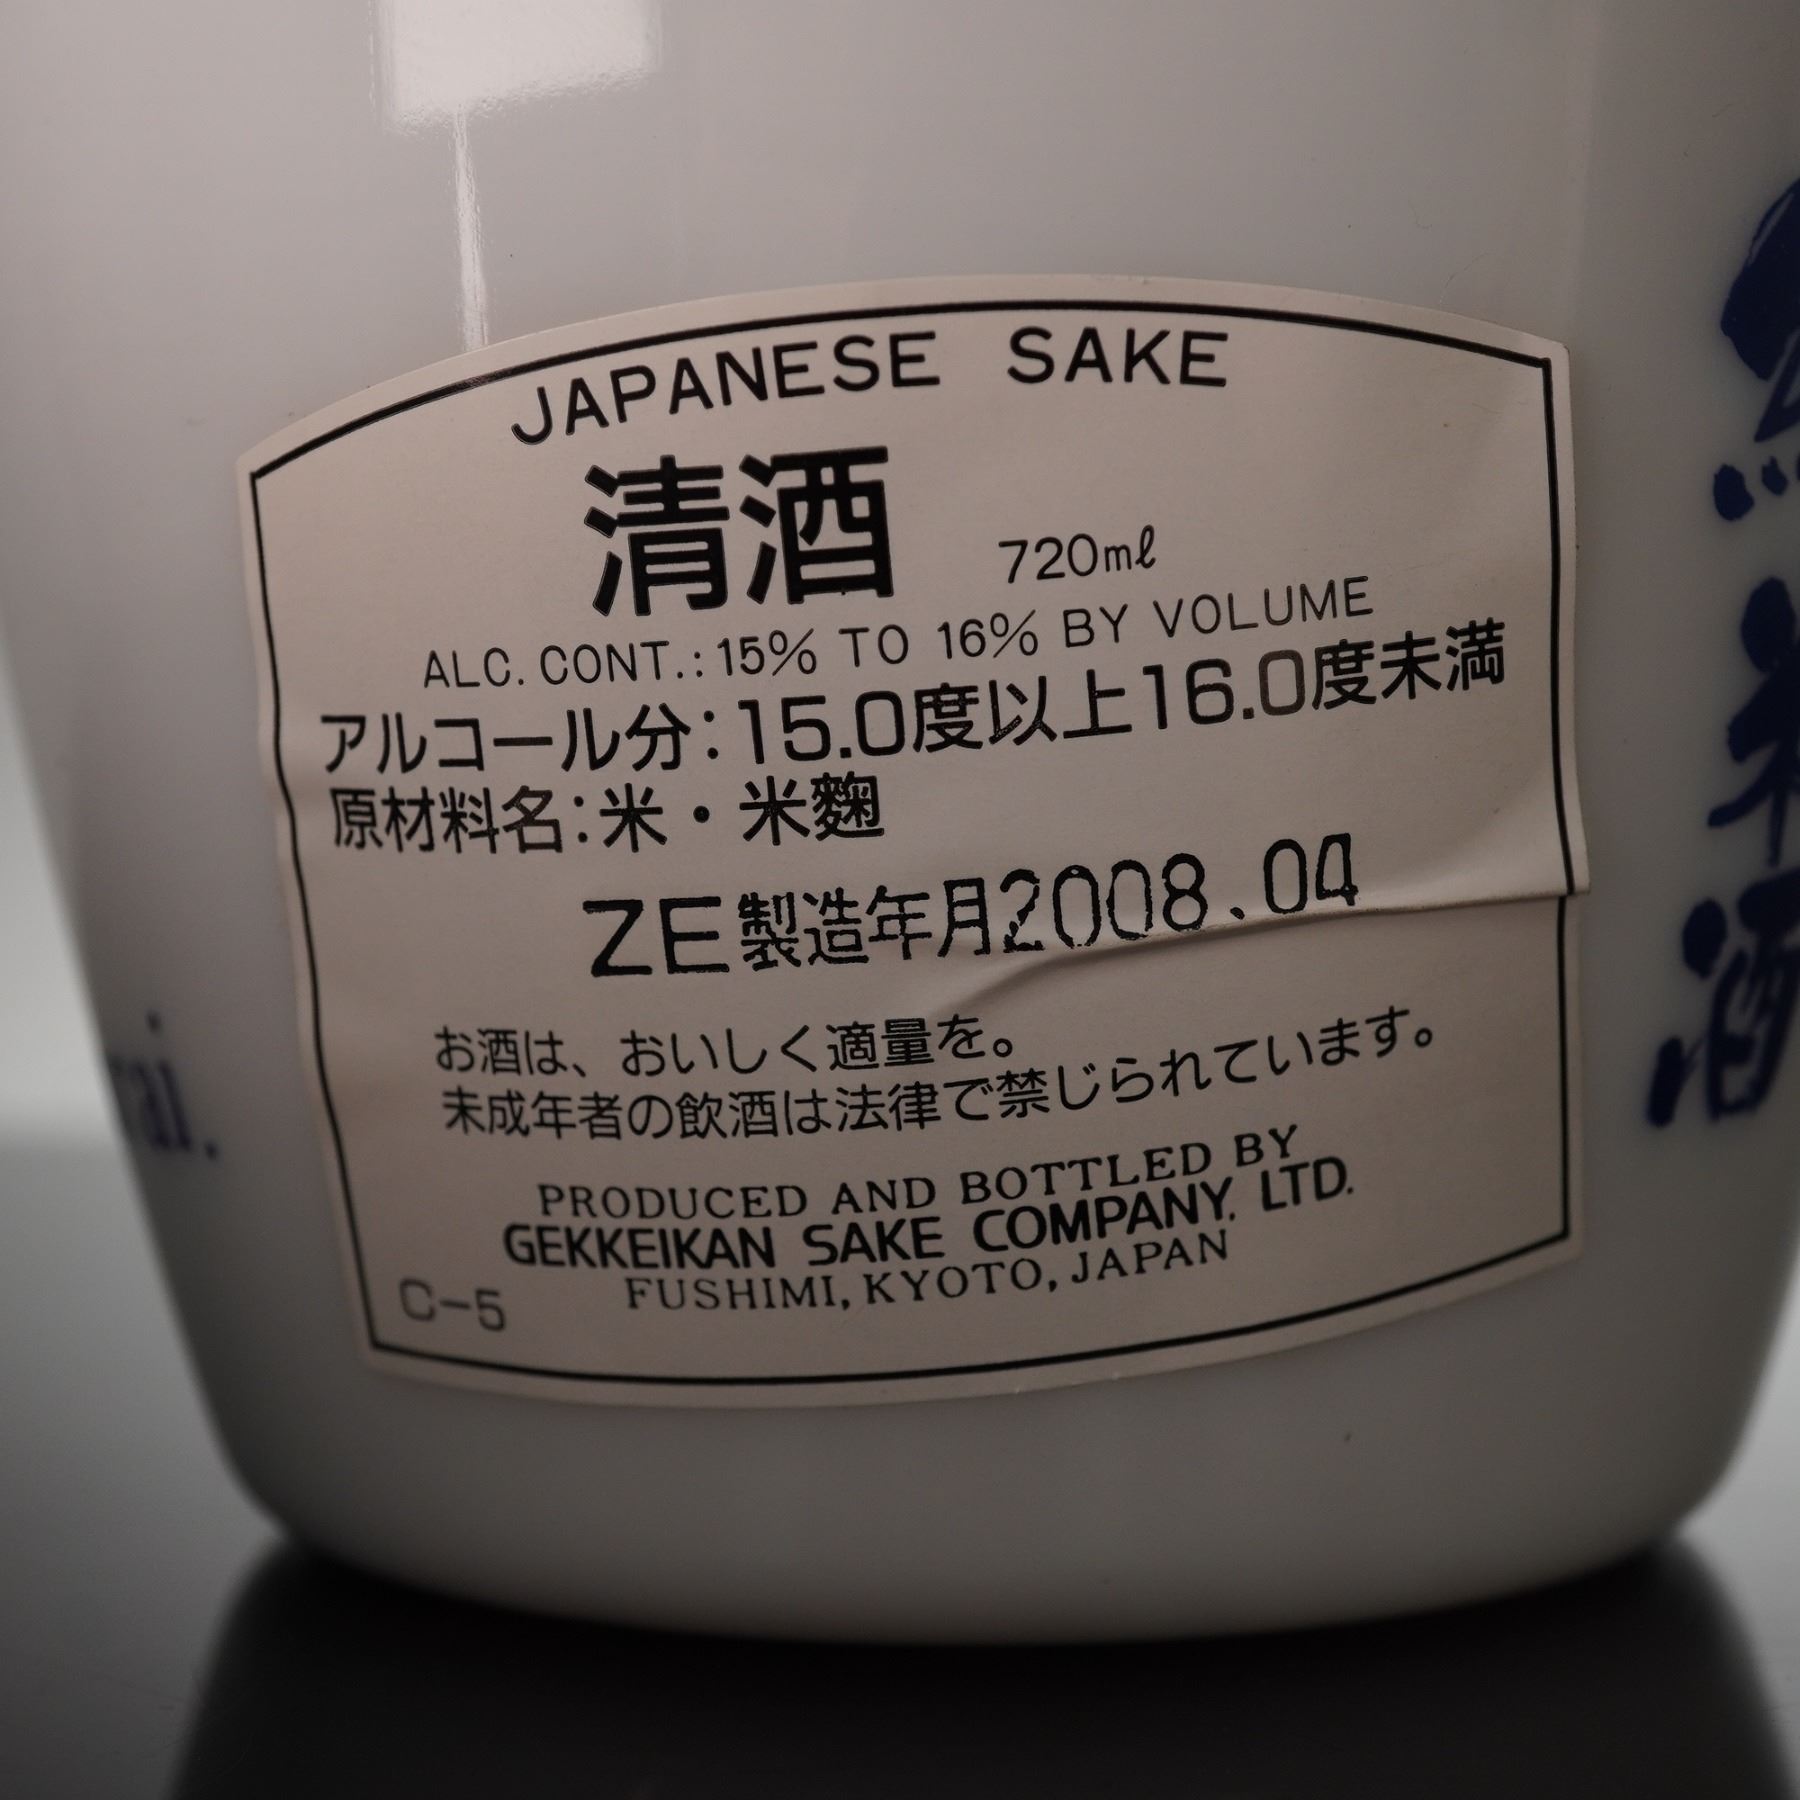 JAPANESE SAKE
清酒 720mℓ
ALC. CONT.: 15% TO 16% BY VOLUME
アルコール分:15.0度以上16.0度未満
原材料名:米・米麴
ZE製造年月2008.04
お酒は、おいしく適量を。
未成年者の飲酒は法律で禁じられています。
PRODUCED AND BOTTLED BY
GEKKEIKAN SAKE COMPANY, LTD.
FUSHIMI, KYOTO, JAPAN
C-5